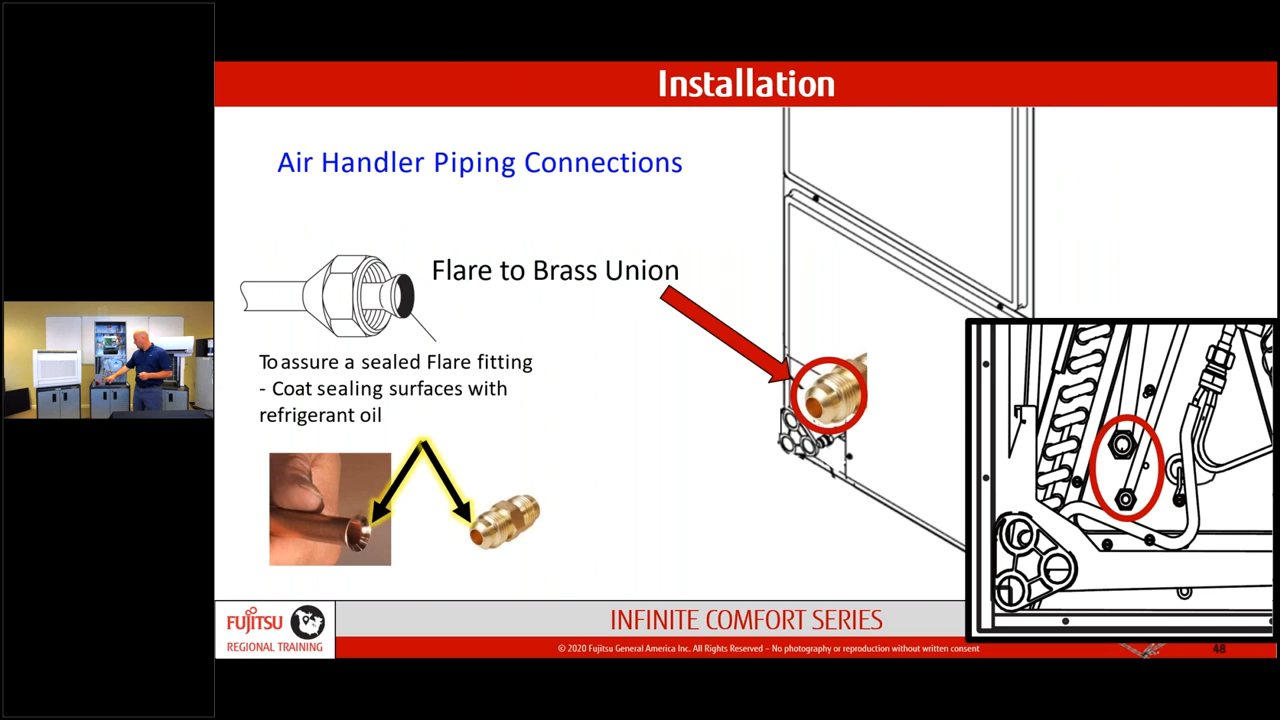 Installation
Air Handler Piping Connections
Flare to Brass Union
To assure a sealed Flare fitting
- Coat sealing surfaces with
refrigerant oil
FUJITSU
REGIONAL TRAINING
INFINITE COMFORT SERIES
© 2020 Fujitsu General America Inc. All Rights Reserved – No photography or reproduction without written consent
48